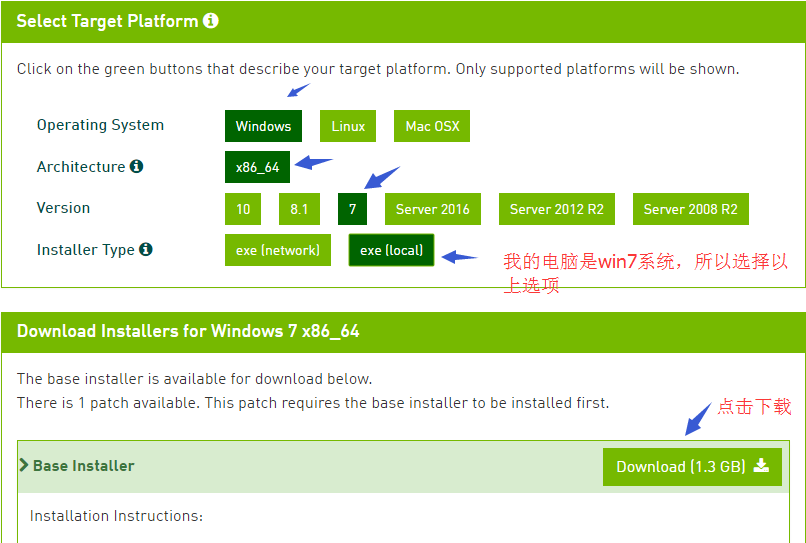 Select Target Platform
Click on the green buttons that describe your target platform. Only supported platforms will be shown.
Operating System Windows Linux Mac OSX
Architecture x86_64
Version 10 8.1 7 Server 2016 Server 2012 R2 Server 2008 R2
Installer Type exe (network) exe (local)
我的电脑是win7系统，所以选择以
上选项
Download Installers for Windows 7 x86_64
The base installer is available for download below.
There is 1 patch available. This patch requires the base installer to be installed first.
点击下载
Base Installer Download (1.3 GB)
Installation Instructions: